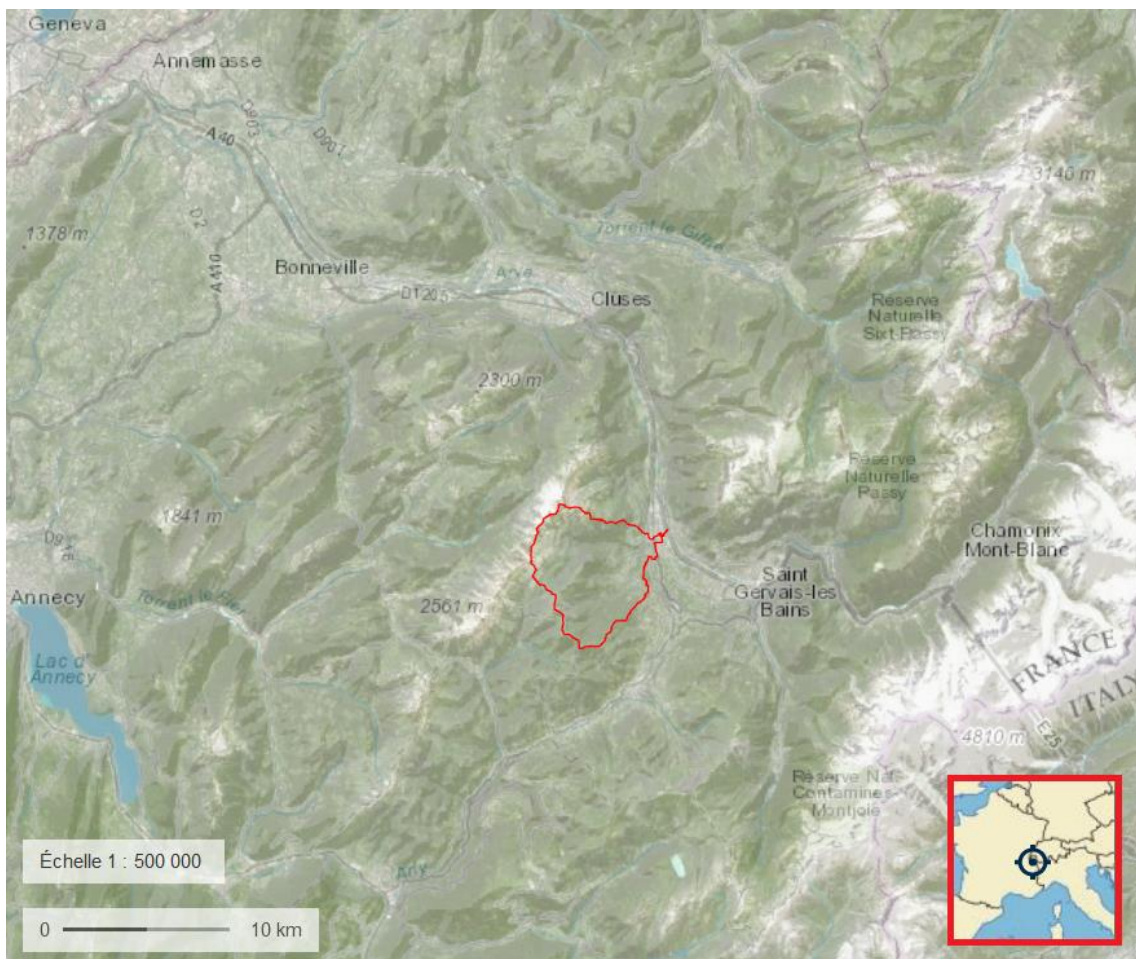 Geneva
Annemasse
A40
D903
D907
Torrent le Giffre
3140 m
1378 m
D2
A410
Bonneville
Arve
D1205
Cluses
Réserve
Naturelle
Sixt-Passy
2300 m
1841 m
Réserve
Naturelle
Passy
Chamonix
Mont-Blanc
Annecy
Torrent le Fier
2561 m
Saint
Gervais-les
Bains
Lac d'
Annecy
FRANCE
ITALY
E25
4810 m
Réserve Nat
Contamines-
Montjoie
Arly
Échelle 1 : 500 000
0
10 km